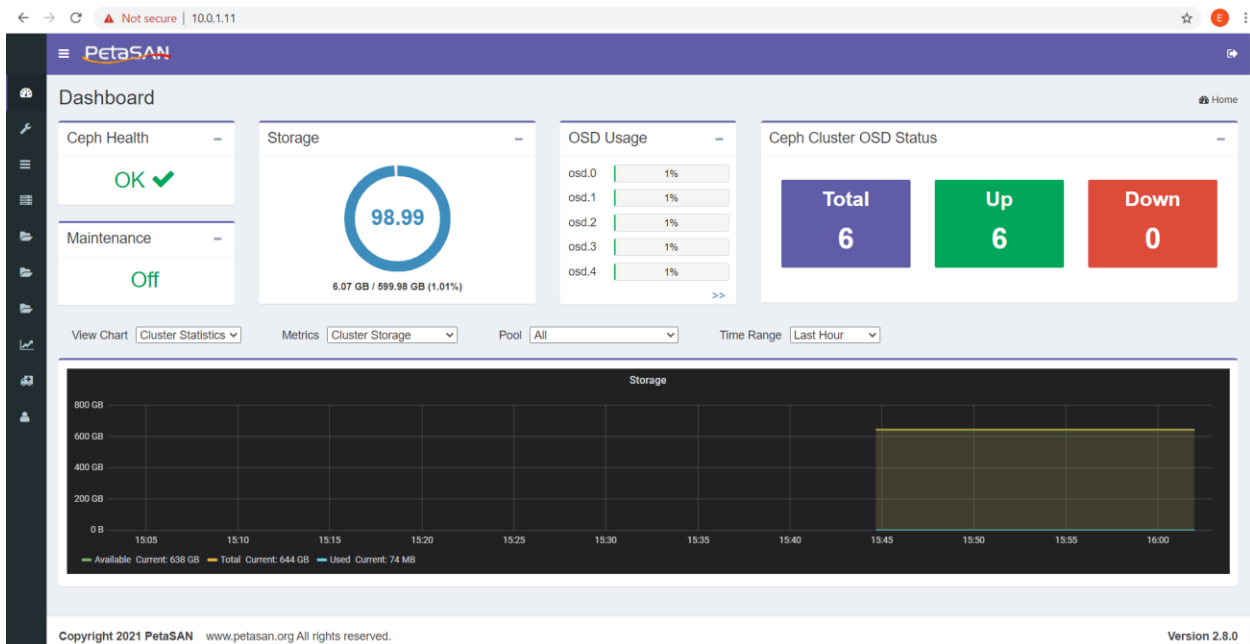 Not secure | 10.0.1.11
E
PetaSAN
Dashboard
Home
Ceph Health
OK
Maintenance
Off
Storage
98.99
6.07 GB / 599.98 GB (1.01%)
OSD Usage
osd.0 1%
osd.1 1%
osd.2 1%
osd.3 1%
osd.4 1%
>>
Ceph Cluster OSD Status
Total Up Down
6 6 0
View Chart Cluster Statistics Metrics Cluster Storage Pool All Time Range Last Hour
Storage
800 GB
600 GB
400 GB
200 GB
0 B
15:05 15:10 15:15 15:20 15:25 15:30 15:35 15:40 15:45 15:50 15:55 16:00
Available Current: 638 GB Total Current: 644 GB Used Current: 74 MB
Copyright 2021 PetaSAN www.petasan.org All rights reserved. Version 2.8.0